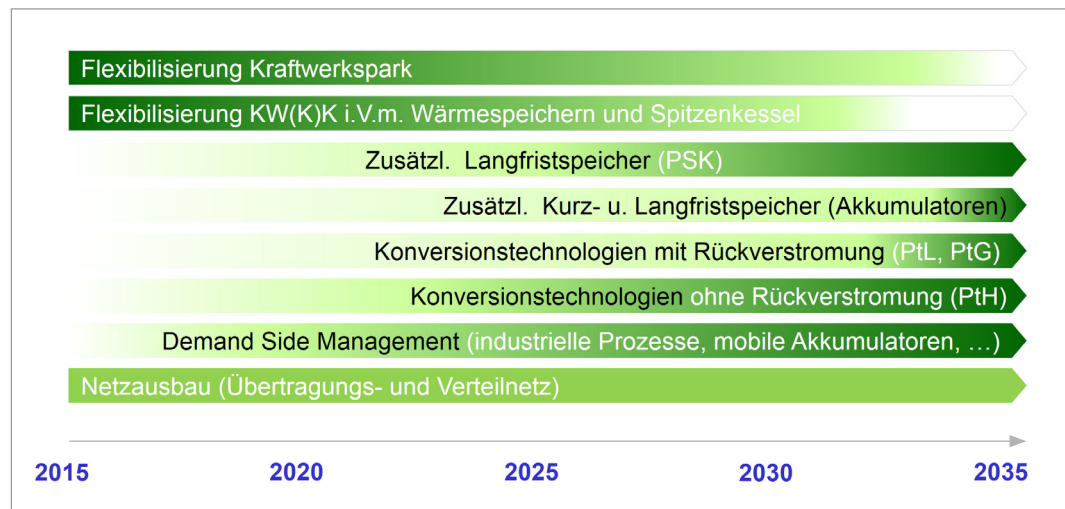 Flexibilisierung Kraftwerkspark
Flexibilisierung KW(K)K i.V.m. Wärmespeichern und Spitzenkessel
Zusätzl. Langfristspeicher (PSK)
Zusätzl. Kurz- u. Langfristspeicher (Akkumulatoren)
Konversionstechnologien mit Rückverstromung (PtL, PtG)
Konversionstechnologien ohne Rückverstromung (PtH)
Demand Side Management (industrielle Prozesse, mobile Akkumulatoren, …)
Netzausbau (Übertragungs- und Verteilnetz)
2015 2020 2025 2030 2035